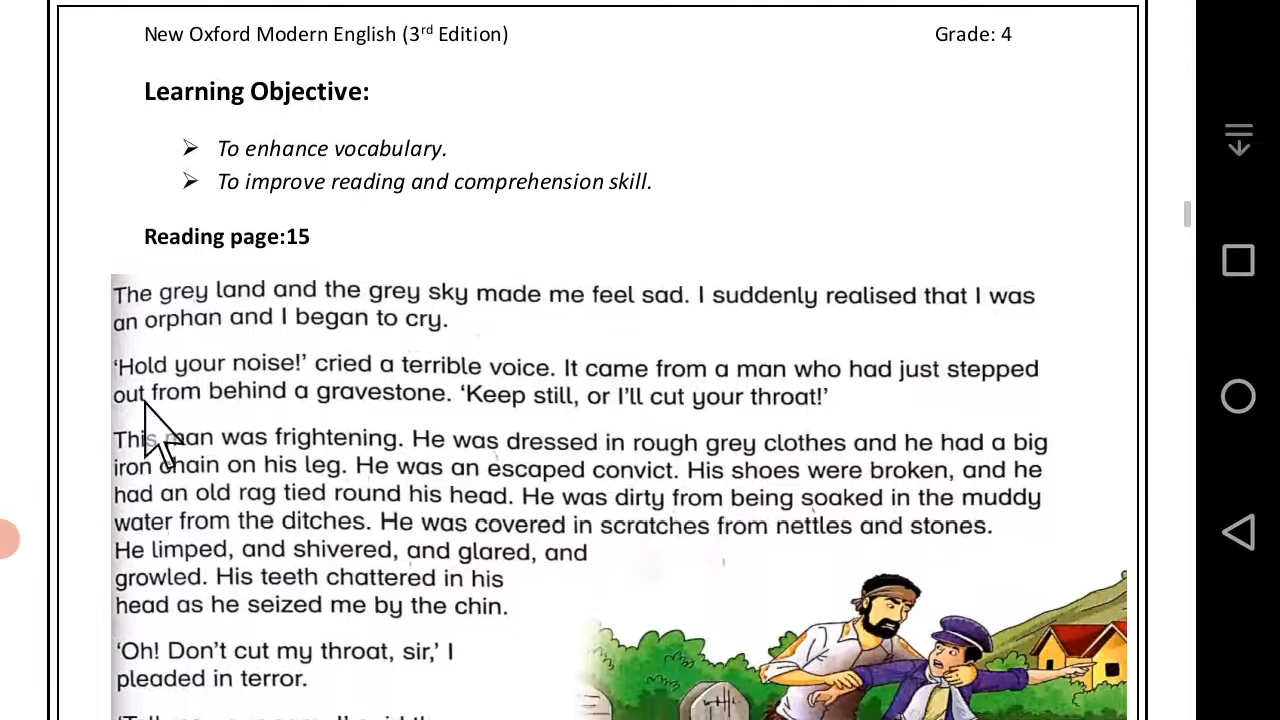 New Oxford Modern English (3rd Edition) Grade: 4
Learning Objective:
To enhance vocabulary.
To improve reading and comprehension skill.
Reading page:15
The grey land and the grey sky made me feel sad. I suddenly realised that I was
an orphan and I began to cry.
‘Hold your noise!’ cried a terrible voice. It came from a man who had just stepped
out from behind a gravestone. ‘Keep still, or I’ll cut your throat!’
This man was frightening. He was dressed in rough grey clothes and he had a big
iron chain on his leg. He was an escaped convict. His shoes were broken, and he
had an old rag tied round his head. He was dirty from being soaked in the muddy
water from the ditches. He was covered in scratches from nettles and stones.
He limped, and shivered, and glared, and
growled. His teeth chattered in his
head as he seized me by the chin.
‘Oh! Don’t cut my throat, sir,’ I
pleaded in terror.